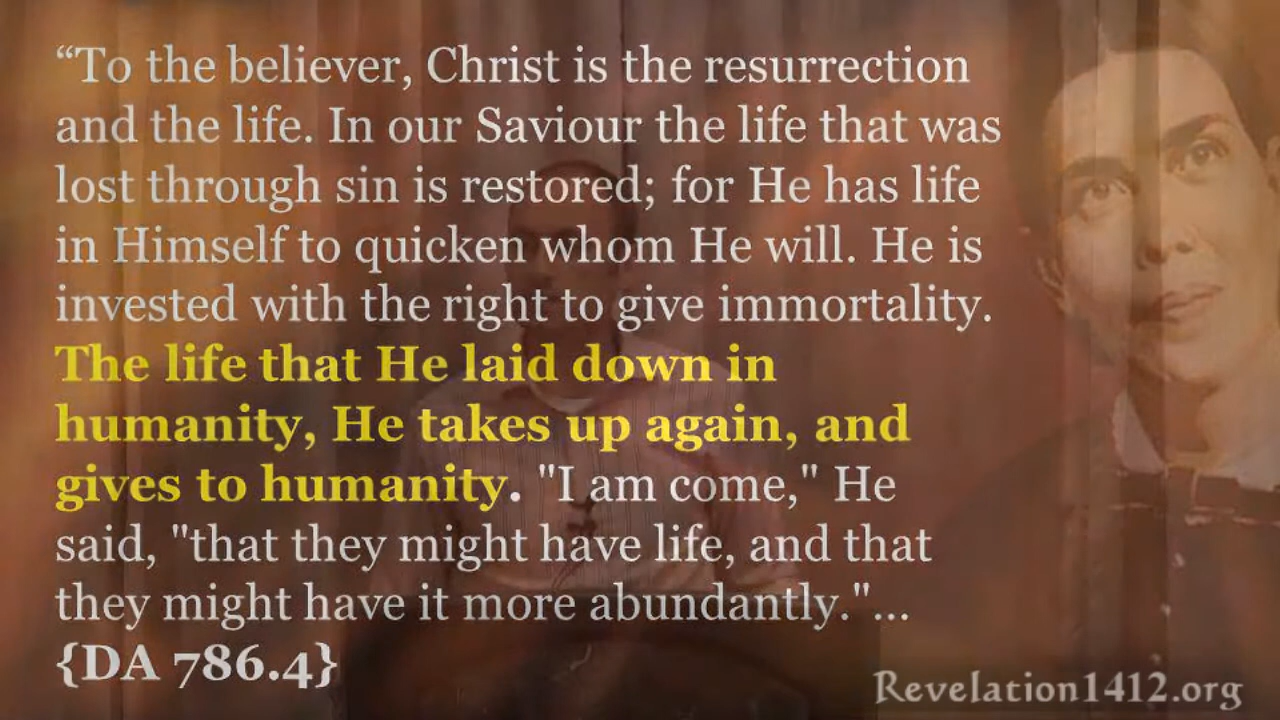 “To the believer, Christ is the resurrection
and the life. In our Saviour the life that was
lost through sin is restored; for He has life
in Himself to quicken whom He will. He is
invested with the right to give immortality.
The life that He laid down in
humanity, He takes up again, and
gives to humanity. "I am come," He
said, "that they might have life, and that
they might have it more abundantly."...
{DA 786.4}
Revelation1412.org